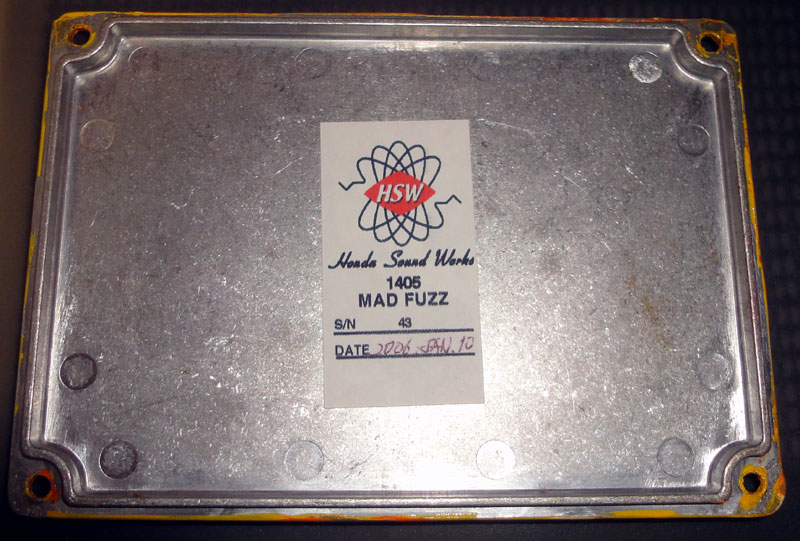 HSW
Honda Sound Works
1405
MAD FUZZ
S/N 43
DATE 2006 JAN. 10